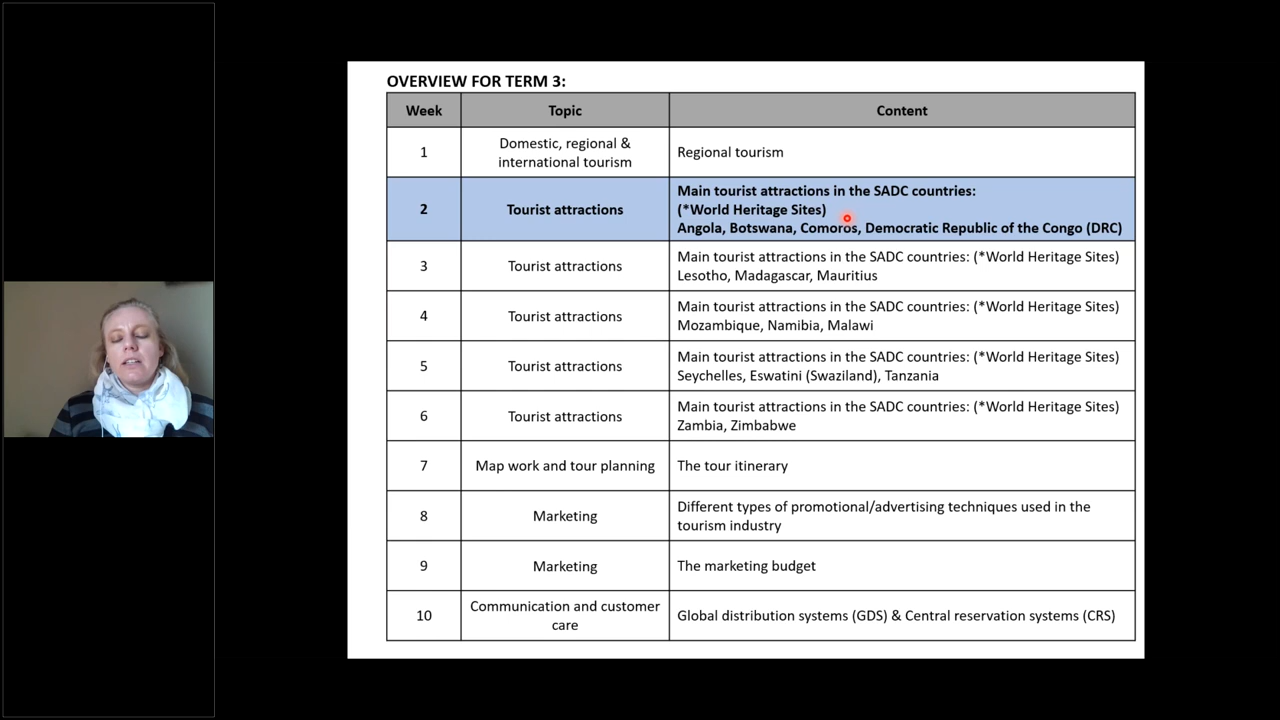 OVERVIEW FOR TERM 3:
Week Topic Content
1 Domestic, regional & international tourism Regional tourism
2 Tourist attractions Main tourist attractions in the SADC countries:
(*World Heritage Sites)
Angola, Botswana, Comoros, Democratic Republic of the Congo (DRC)
3 Tourist attractions Main tourist attractions in the SADC countries: (*World Heritage Sites)
Lesotho, Madagascar, Mauritius
4 Tourist attractions Main tourist attractions in the SADC countries: (*World Heritage Sites)
Mozambique, Namibia, Malawi
5 Tourist attractions Main tourist attractions in the SADC countries: (*World Heritage Sites)
Seychelles, Eswatini (Swaziland), Tanzania
6 Tourist attractions Main tourist attractions in the SADC countries: (*World Heritage Sites)
Zambia, Zimbabwe
7 Map work and tour planning The tour itinerary
8 Marketing Different types of promotional/advertising techniques used in the
tourism industry
9 Marketing The marketing budget
10 Communication and customer care Global distribution systems (GDS) & Central reservation systems (CRS)